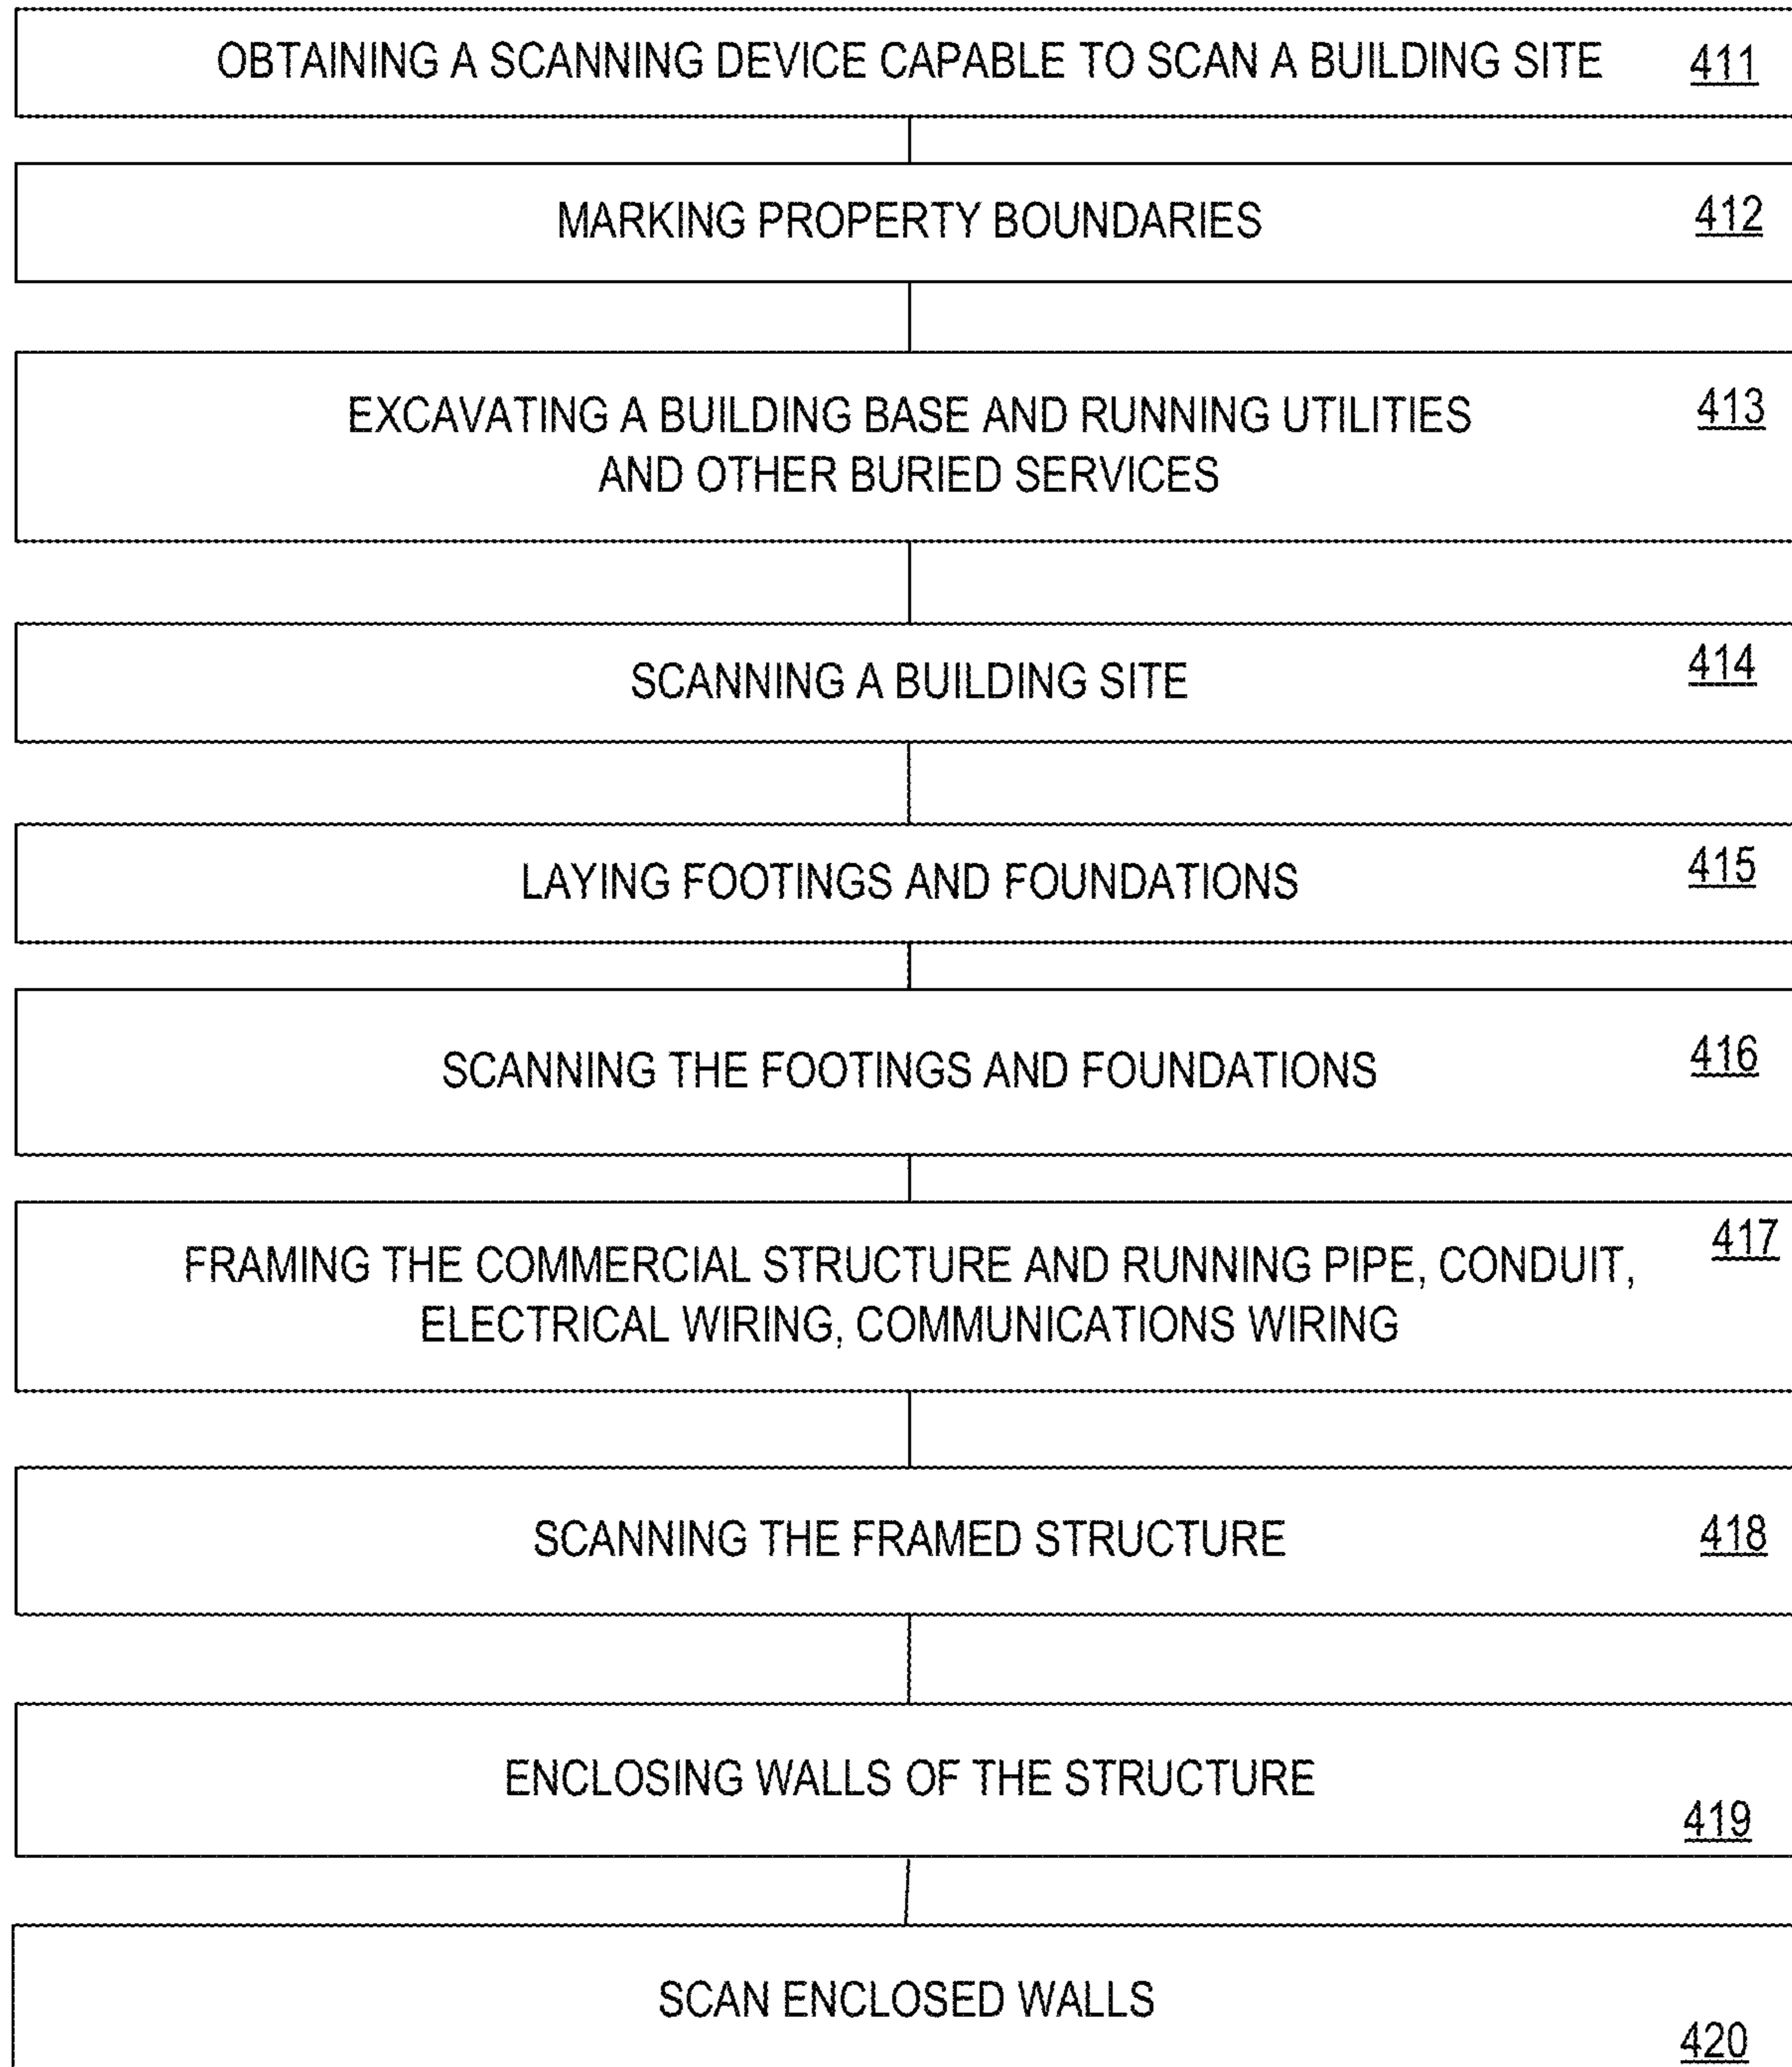 OBTAINING A SCANNING DEVICE CAPABLE TO SCAN A BUILDING SITE 411
MARKING PROPERTY BOUNDARIES 412
EXCAVATING A BUILDING BASE AND RUNNING UTILITIES 413
AND OTHER BURIED SERVICES
SCANNING A BUILDING SITE 414
LAYING FOOTINGS AND FOUNDATIONS 415
SCANNING THE FOOTINGS AND FOUNDATIONS 416
FRAMING THE COMMERCIAL STRUCTURE AND RUNNING PIPE, CONDUIT, 417
ELECTRICAL WIRING, COMMUNICATIONS WIRING
SCANNING THE FRAMED STRUCTURE 418
ENCLOSING WALLS OF THE STRUCTURE
419
SCAN ENCLOSED WALLS
420